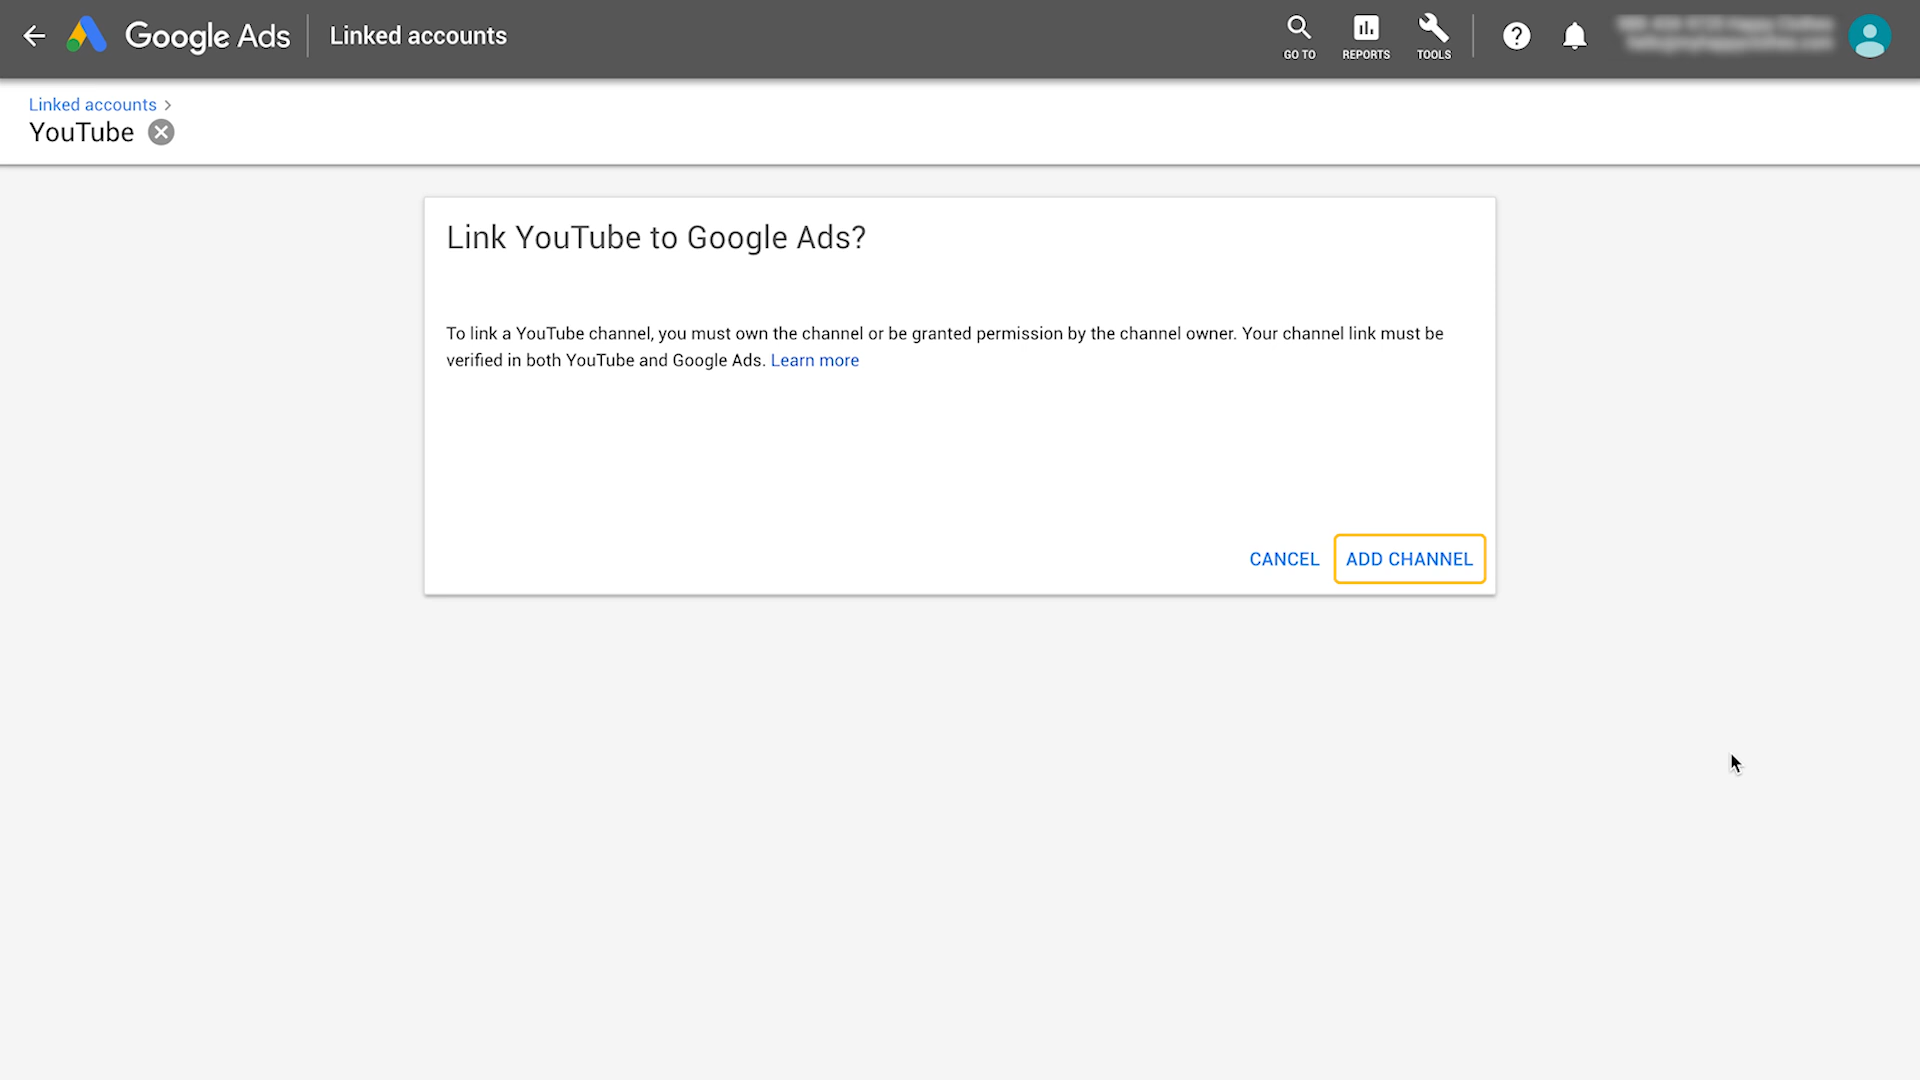 Google Ads
Linked accounts
GO TO
REPORTS
TOOLS
Linked accounts
YouTube
Link YouTube to Google Ads?
To link a YouTube channel, you must own the channel or be granted permission by the channel owner. Your channel link must be
verified in both YouTube and Google Ads. Learn more
CANCEL
ADD CHANNEL